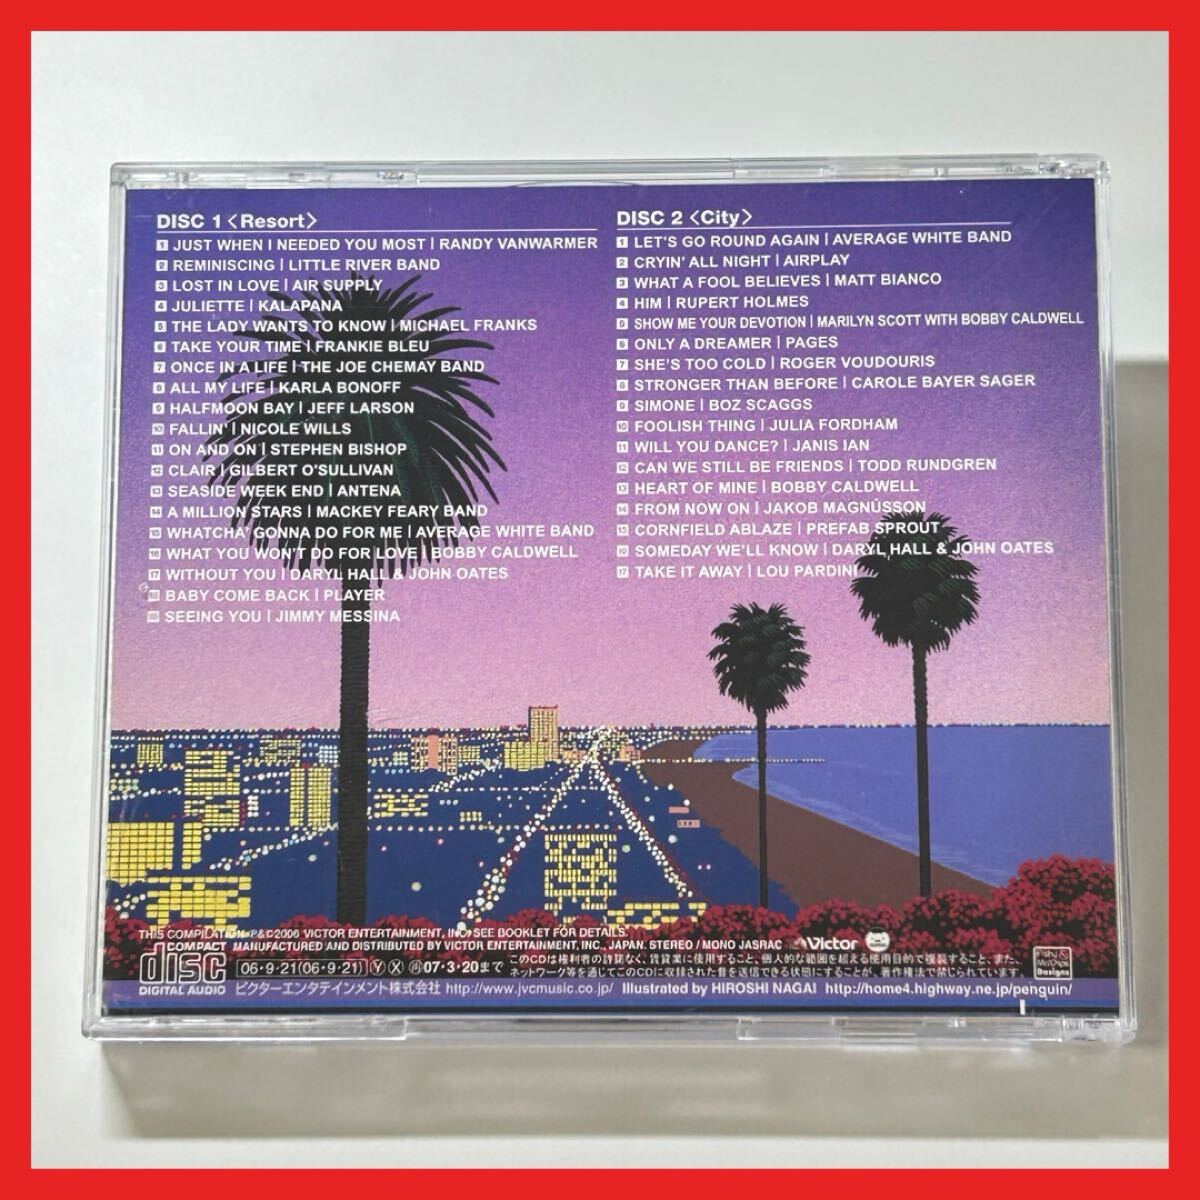 DISC 1〈Resort〉
1 JUST WHEN I NEEDED YOU MOST | RANDY VANWARMER
2 REMINISCING | LITTLE RIVER BAND
3 LOST IN LOVE | AIR SUPPLY
4 JULIETTE | KALAPANA
5 THE LADY WANTS TO KNOW | MICHAEL FRANKS
6 TAKE YOUR TIME | FRANKIE BLEU
7 ONCE IN A LIFE | THE JOE CHEMAY BAND
8 ALL MY LIFE | KARLA BONOFF
9 HALFMOON BAY | JEFF LARSON
10 FALLIN' | NICOLE WILLS
11 ON AND ON | STEPHEN BISHOP
12 CLAIR | GILBERT O'SULLIVAN
13 SEASIDE WEEK END | ANTENA
14 A MILLION STARS | MACKEY FEARY BAND
15 WHATCHA' GONNA DO FOR ME | AVERAGE WHITE BAND
16 WHAT YOU WON'T DO FOR LOVE | BOBBY CALDWELL
17 WITHOUT YOU | DARYL HALL & JOHN OATES
18 BABY COME BACK | PLAYER
19 SEEING YOU | JIMMY MESSINA
DISC 2〈City〉
1 LET'S GO ROUND AGAIN | AVERAGE WHITE BAND
2 CRYIN' ALL NIGHT | AIRPLAY
3 WHAT A FOOL BELIEVES | MATT BIANCO
4 HIM | RUPERT HOLMES
5 SHOW ME YOUR DEVOTION | MARILYN SCOTT WITH BOBBY CALDWELL
6 ONLY A DREAMER | PAGES
7 SHE'S TOO COLD | ROGER VOUDOURIS
8 STRONGER THAN BEFORE | CAROLE BAYER SAGER
9 SIMONE | BOZ SCAGGS
10 FOOLISH THING | JULIA FORDHAM
11 WILL YOU DANCE? | JANIS IAN
12 CAN WE STILL BE FRIENDS | TODD RUNDGREN
13 HEART OF MINE | BOBBY CALDWELL
14 FROM NOW ON | JAKOB MAGNÚSSON
15 CORNFIELD ABLAZE | PREFAB SPROUT
16 SOMEDAY WE'LL KNOW | DARYL HALL & JOHN OATES
17 TAKE IT AWAY | LOU PARDINI
THIS COMPILATION ℗&©2006 VICTOR ENTERTAINMENT, INC. SEE BOOKLET FOR DETAILS.
COMPACT disc DIGITAL AUDIO
MANUFACTURED AND DISTRIBUTED BY VICTOR ENTERTAINMENT, INC., JAPAN. STEREO / MONO JASRAC Victor
このCDは権利者の許諾なく、賃貸業に使用すること、個人的な範囲を超える使用目的で複製すること、また、
ネットワーク等を通じてこのCDに収録された音を送信できる状態にすることが、著作権法で禁じられています。
06・9・21(06・9・21) Ⓨ Ⓧ 07・3・20まで
ビクターエンタテインメント株式会社 http://www.jvcmusic.co.jp/ Illustrated by HIROSHI NAGAI http://home4.highway.ne.jp/penguin/
Designs